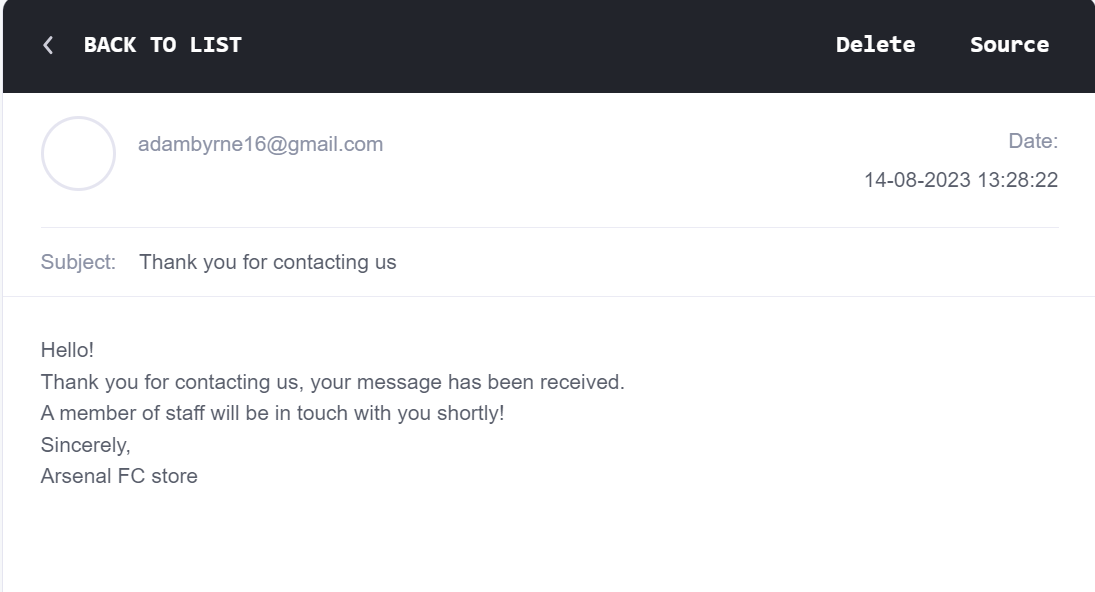 BACK TO LIST Delete Source
adambyrne16@gmail.com
Date:
14-08-2023 13:28:22
Subject: Thank you for contacting us
Hello!
Thank you for contacting us, your message has been received.
A member of staff will be in touch with you shortly!
Sincerely,
Arsenal FC store